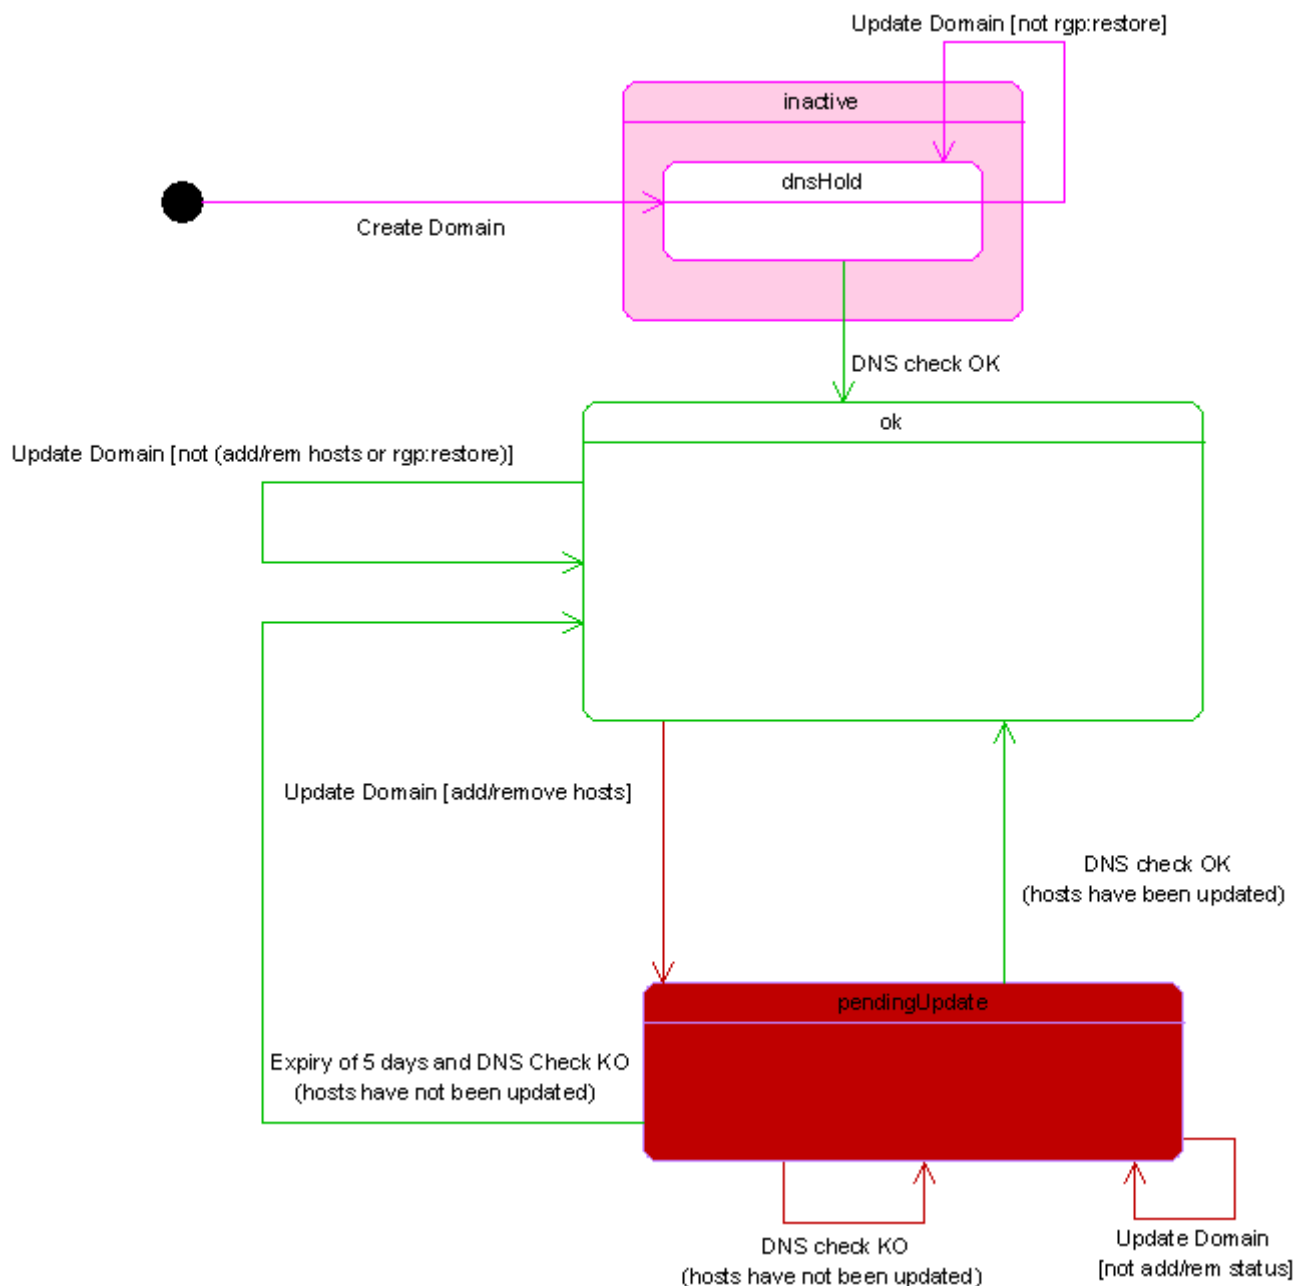 Update Domain [not rgp:restore]
inactive
dnsHold
Create Domain
DNS check OK
ok
Update Domain [not (add/rem hosts or rgp:restore)]
Update Domain [add/remove hosts]
DNS check OK
(hosts have been updated)
pendingUpdate
Expiry of 5 days and DNS Check KO
(hosts have not been updated)
DNS check KO
(hosts have not been updated)
Update Domain
[not add/rem status]